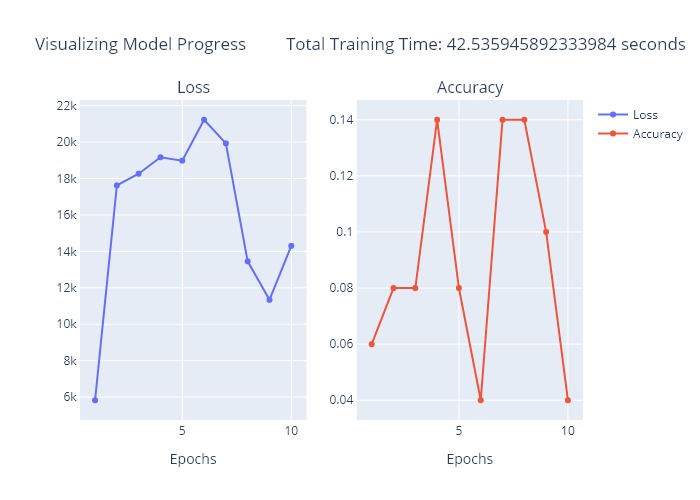 Visualizing Model Progress Total Training Time: 42.535945892333984 seconds
Loss
Accuracy
22k
20k
18k
16k
14k
12k
10k
8k
6k
5 10
Epochs
0.14
0.12
0.1
0.08
0.06
0.04
5 10
Epochs
Loss
Accuracy